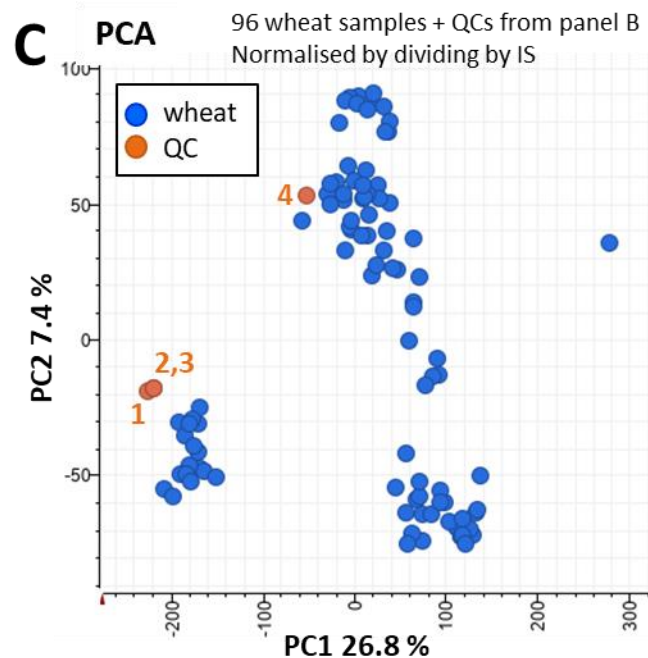 C PCA
96 wheat samples + QCs from panel B
Normalised by dividing by IS
100
wheat
QC
4
50
0
2,3
1
-50
PC2 7.4 %
-200 -100 0 100 200 300
PC1 26.8 %